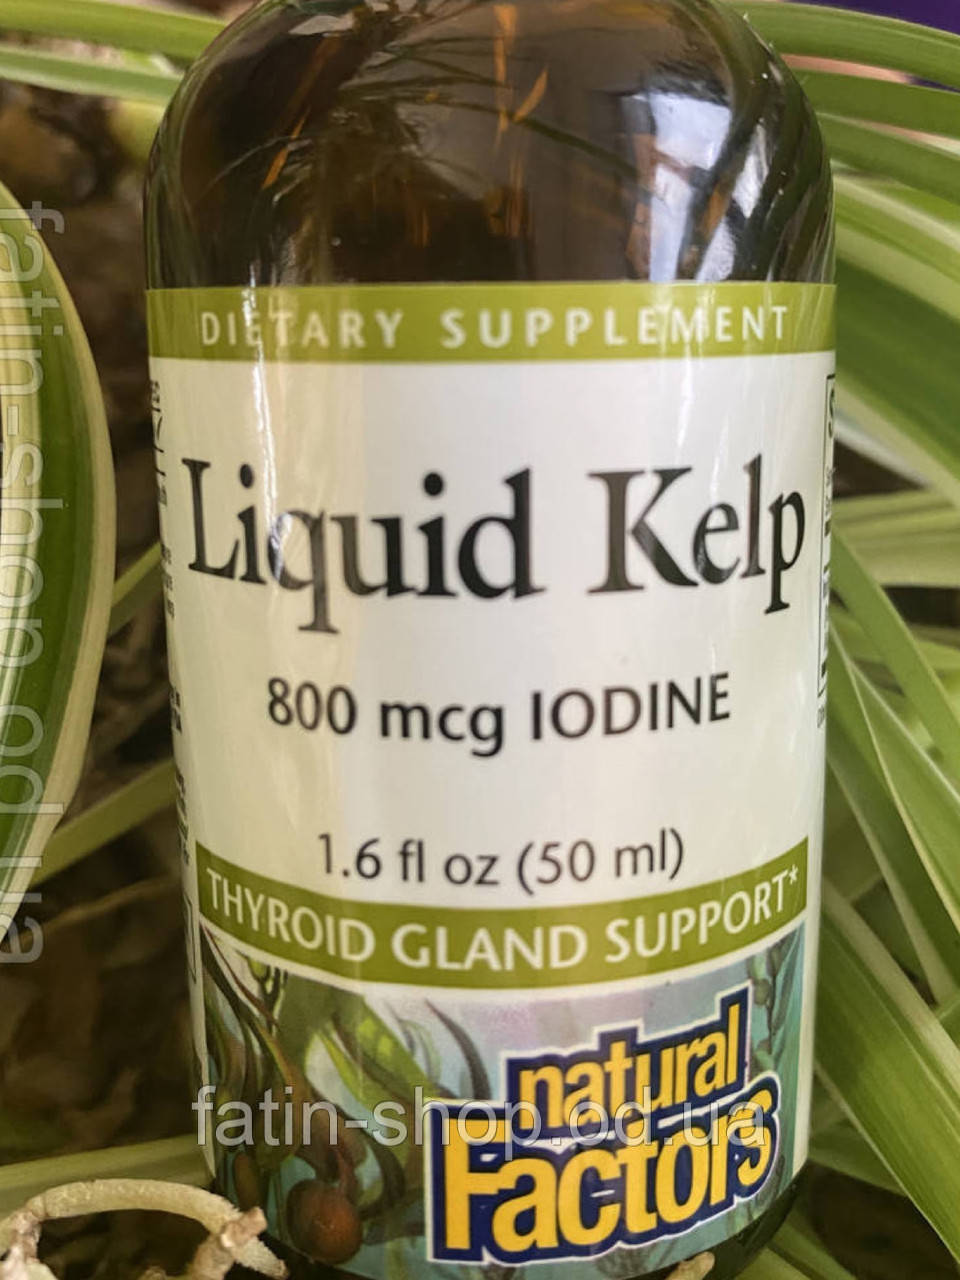 DIETARY SUPPLEMENT
Liquid Kelp
800 mcg IODINE
1.6 fl oz (50 ml)
THYROID GLAND SUPPORT*
natural
Factors
fatin-shop.od.ua
fatin-shop.od.ua